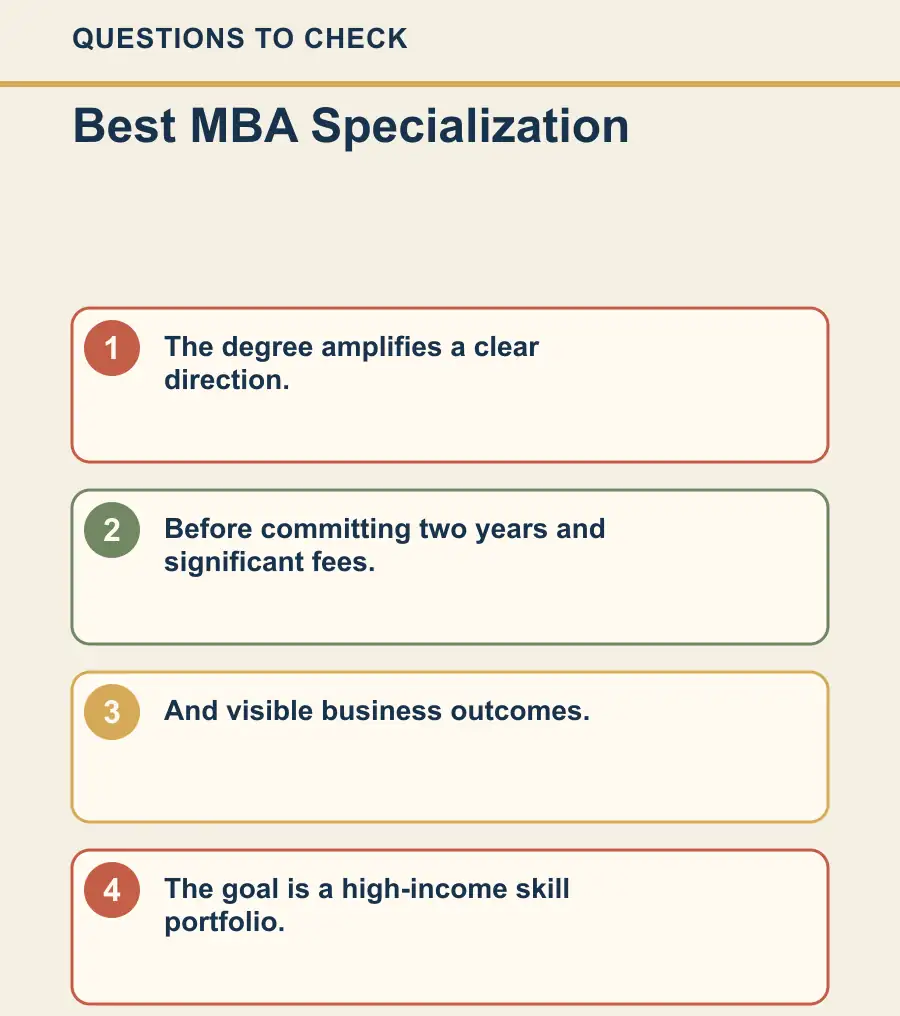 QUESTIONS TO CHECK
Best MBA Specialization
1
The degree amplifies a clear
direction.
2
Before committing two years and
significant fees.
3
And visible business outcomes.
4
The goal is a high-income skill
portfolio.